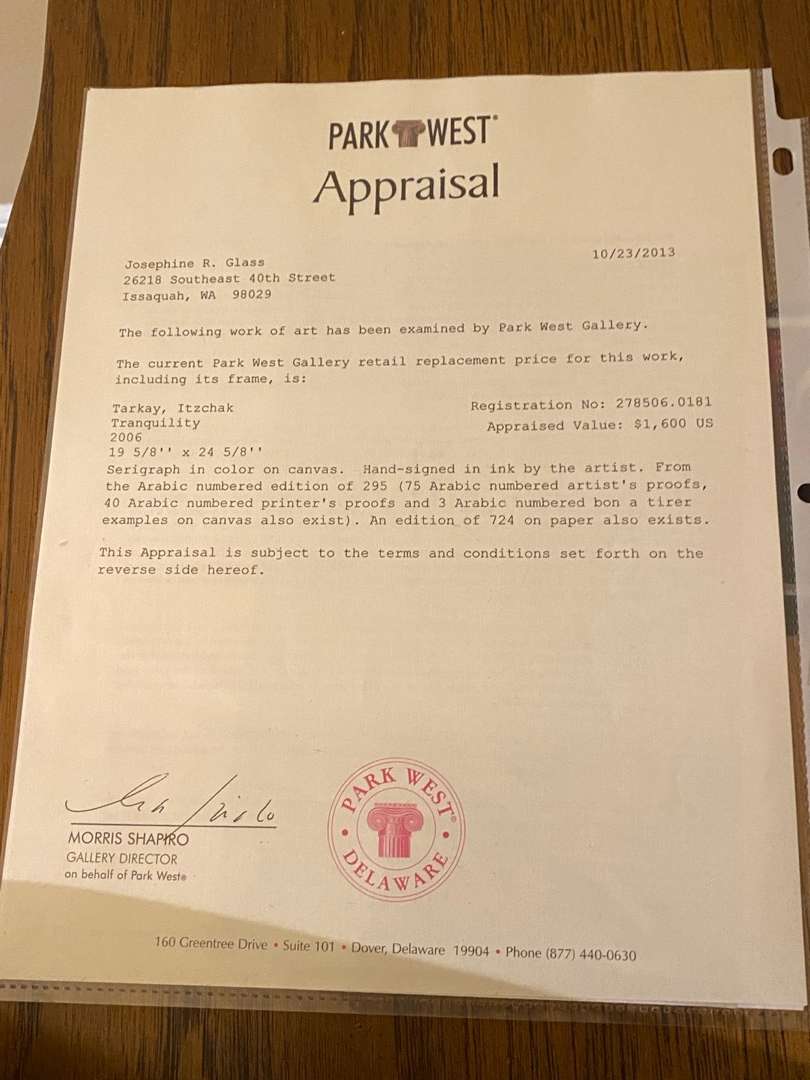 PARK WEST®
Appraisal
10/23/2013
Josephine R. Glass
26218 Southeast 40th Street
Issaquah, WA 98029
The following work of art has been examined by Park West Gallery.
The current Park West Gallery retail replacement price for this work,
including its frame, is:
Tarkay, Itzchak
Registration No: 278506.0181
Tranquility
Appraised Value: $1,600 US
2006
19 5/8'' x 24 5/8''
Serigraph in color on canvas. Hand-signed in ink by the artist. From
the Arabic numbered edition of 295 (75 Arabic numbered artist's proofs,
40 Arabic numbered printer's proofs and 3 Arabic numbered bon a tirer
examples on canvas also exist). An edition of 724 on paper also exists.
This Appraisal is subject to the terms and conditions set forth on the
reverse side hereof.
MORRIS SHAPIRO
GALLERY DIRECTOR
on behalf of Park West®
PARK WEST®
• DELAWARE •
160 Greentree Drive • Suite 101 • Dover, Delaware 19904 • Phone (877) 440-0630